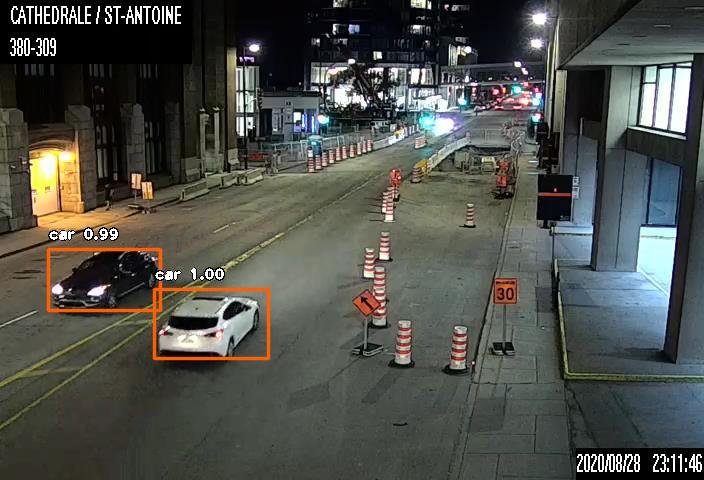 CATHEDRALE / ST-ANTOINE
380-309
car 0.99
car 1.00
30
2020/08/28 23:11:46